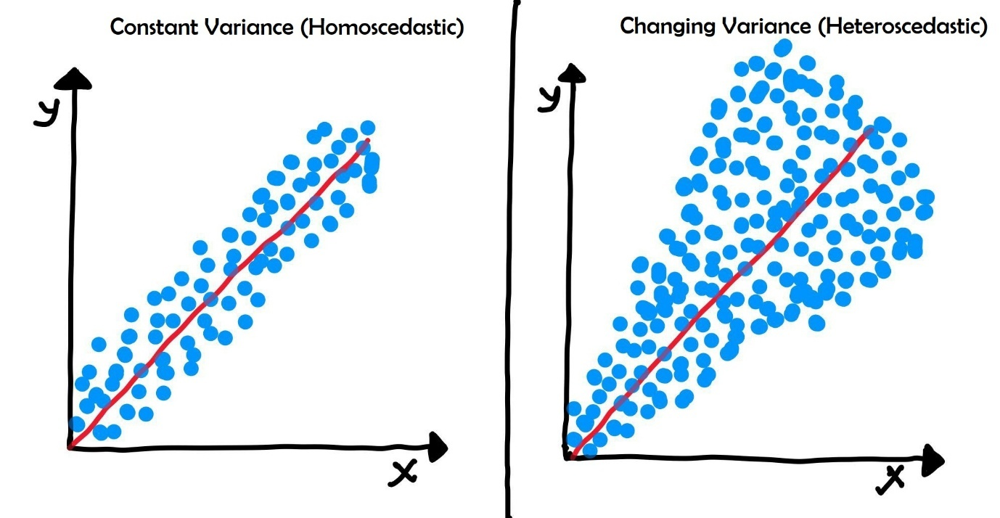 Constant Variance (Homoscedastic)
y
x
Changing Variance (Heteroscedastic)
y
x